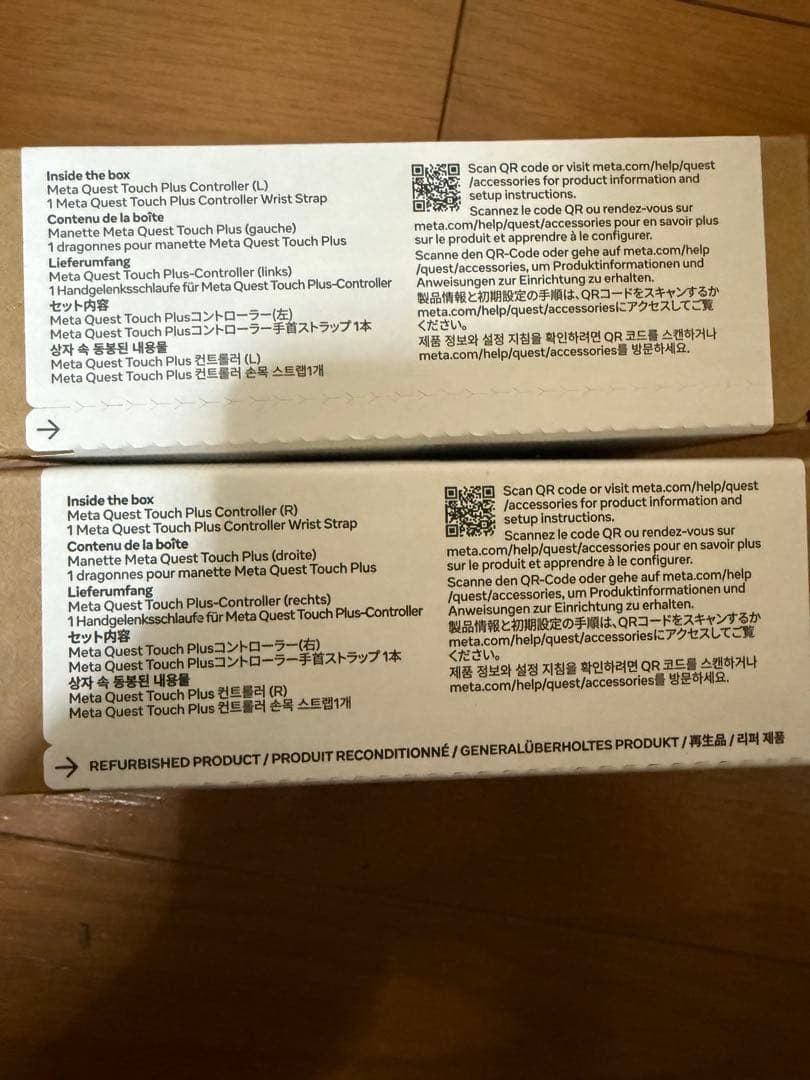 Inside the box
Meta Quest Touch Plus Controller (L)
1 Meta Quest Touch Plus Controller Wrist Strap
Contenu de la boîte
Manette Meta Quest Touch Plus (gauche)
1 dragonnes pour manette Meta Quest Touch Plus
Lieferumfang
Meta Quest Touch Plus-Controller (links)
1 Handgelenksschlaufe für Meta Quest Touch Plus-Controller
セット内容
Meta Quest Touch Plusコントローラー(左)
Meta Quest Touch Plusコントローラー手首ストラップ 1本
상자 속 동봉된 내용물
Meta Quest Touch Plus 컨트롤러 (L)
Meta Quest Touch Plus 컨트롤러 손목 스트랩1개
Scan QR code or visit meta.com/help/quest
/accessories for product information and
setup instructions.
Scannez le code QR ou rendez-vous sur
meta.com/help/quest/accessories pour en savoir plus
sur le produit et apprendre à le configurer.
Scanne den QR-Code oder gehe auf meta.com/help
/quest/accessories, um Produktinformationen und
Anweisungen zur Einrichtung zu erhalten.
製品情報と初期設定の手順は、QRコードをスキャンするか
meta.com/help/quest/accessoriesにアクセスしてご覧
ください。
제품 정보와 설정 지침을 확인하려면 QR 코드를 스캔하거나
meta.com/help/quest/accessories를 방문하세요.
Inside the box
Meta Quest Touch Plus Controller (R)
1 Meta Quest Touch Plus Controller Wrist Strap
Contenu de la boîte
Manette Meta Quest Touch Plus (droite)
1 dragonnes pour manette Meta Quest Touch Plus
Lieferumfang
Meta Quest Touch Plus-Controller (rechts)
1 Handgelenksschlaufe für Meta Quest Touch Plus-Controller
セット内容
Meta Quest Touch Plusコントローラー(右)
Meta Quest Touch Plusコントローラー手首ストラップ 1本
상자 속 동봉된 내용물
Meta Quest Touch Plus 컨트롤러 (R)
Meta Quest Touch Plus 컨트롤러 손목 스트랩1개
Scan QR code or visit meta.com/help/quest
/accessories for product information and
setup instructions.
Scannez le code QR ou rendez-vous sur
meta.com/help/quest/accessories pour en savoir plus
sur le produit et apprendre à le configurer.
Scanne den QR-Code oder gehe auf meta.com/help
/quest/accessories, um Produktinformationen und
Anweisungen zur Einrichtung zu erhalten.
製品情報と初期設定の手順は、QRコードをスキャンするか
meta.com/help/quest/accessoriesにアクセスしてご覧
ください。
제품 정보와 설정 지침을 확인하려면 QR 코드를 스캔하거나
meta.com/help/quest/accessories를 방문하세요.
REFURBISHED PRODUCT / PRODUIT RECONDITIONNÉ / GENERALÜBERHOLTES PRODUKT / 再生品 / 리퍼 제품